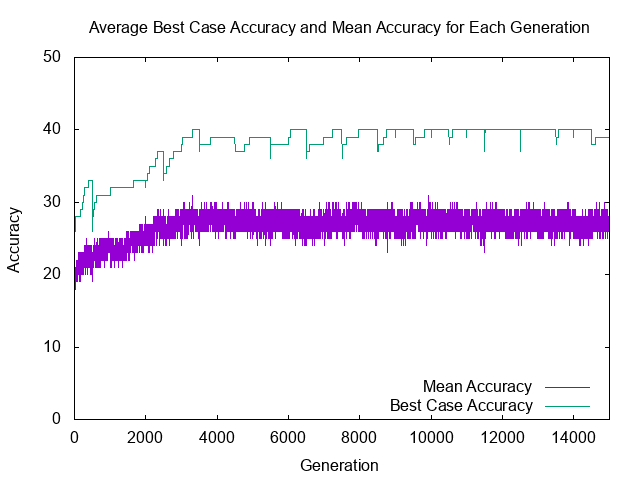 Average Best Case Accuracy and Mean Accuracy for Each Generation
50
40
30
20
10
0
Accuracy
Mean Accuracy
Best Case Accuracy
0 2000 4000 6000 8000 10000 12000 14000
Generation